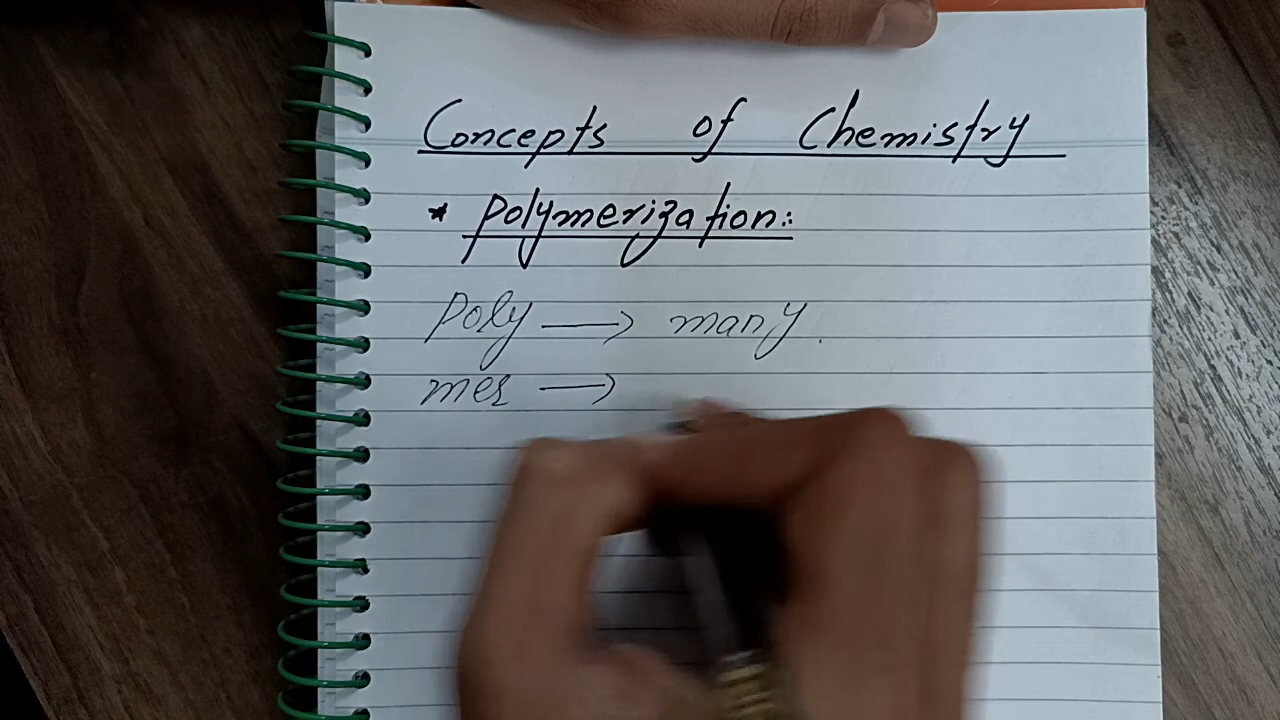 Concepts of Chemistry
* Polymerization:
Poly → many.
mer →